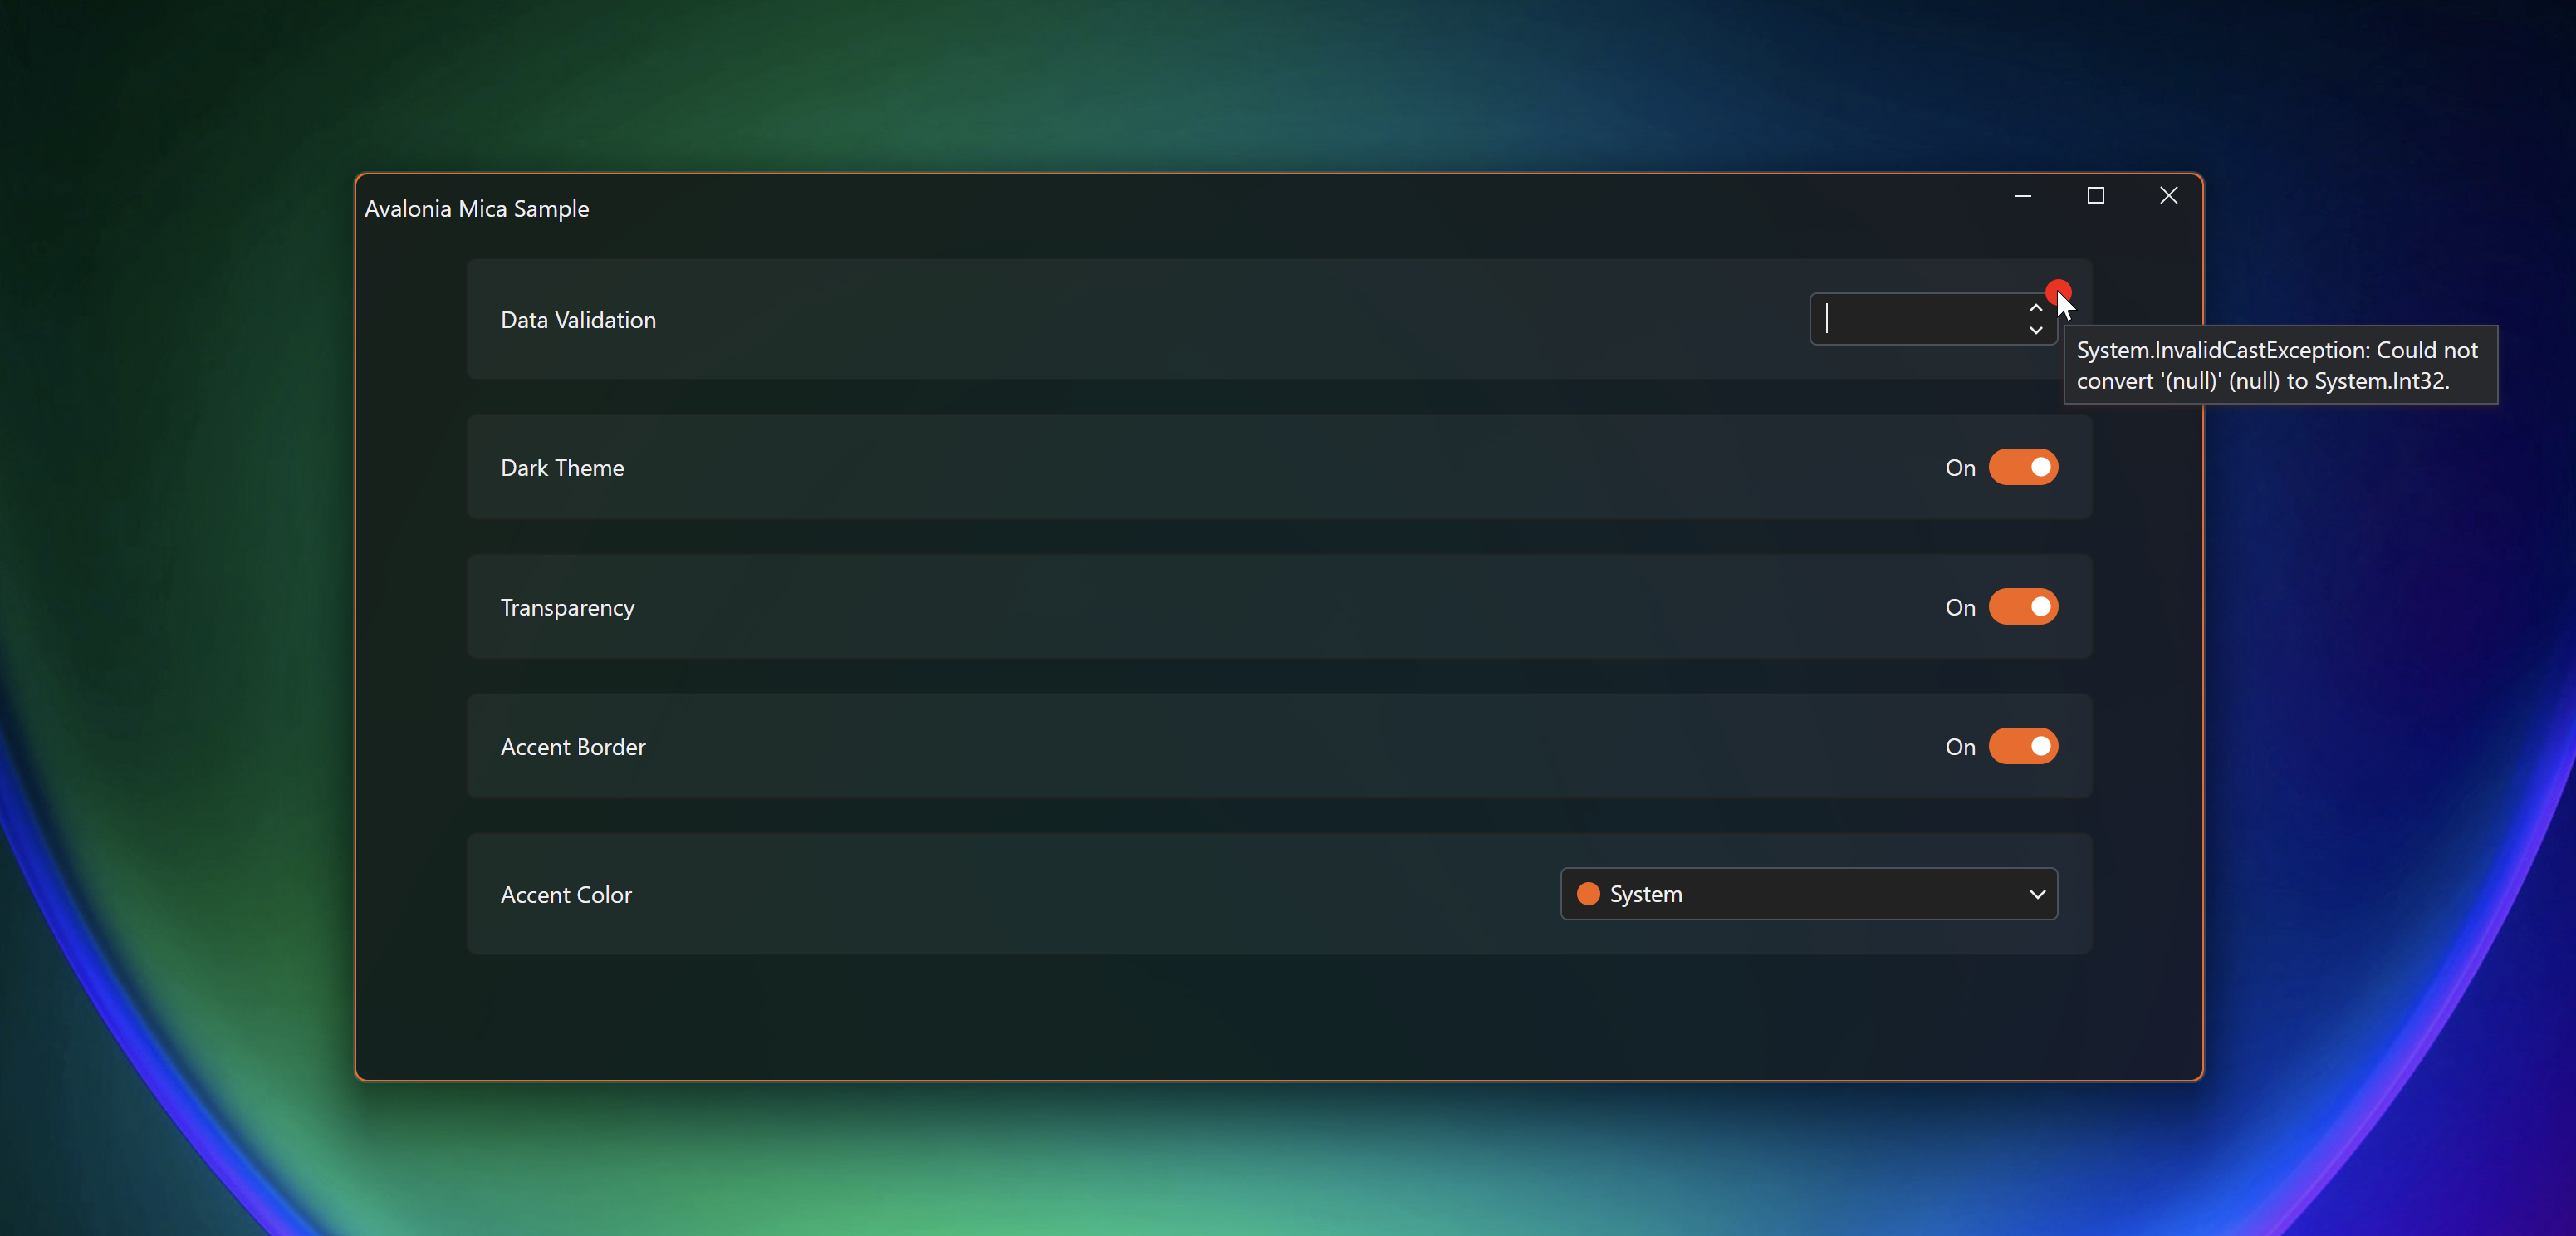 Avalonia Mica Sample
Data Validation
System.InvalidCastException: Could not
convert '(null)' (null) to System.Int32.
Dark Theme
On
Transparency
On
Accent Border
On
Accent Color
System